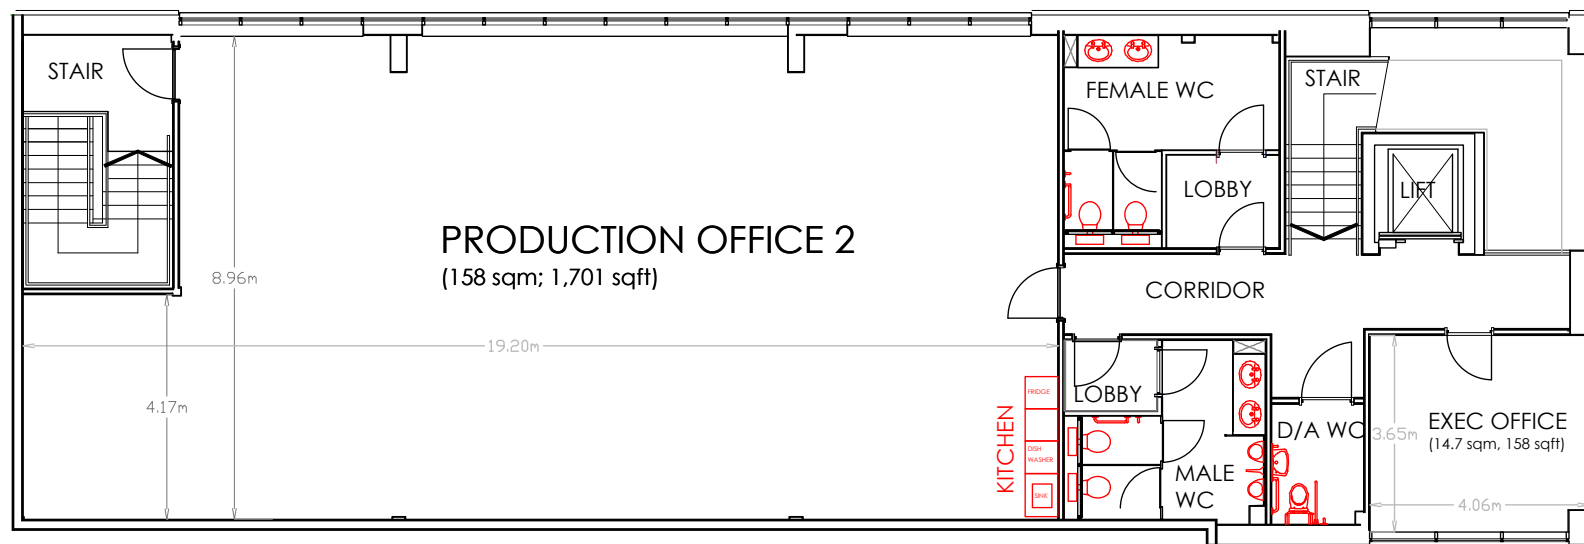 STAIR
FEMALE WC
STAIR
LOBBY
LIFT
PRODUCTION OFFICE 2
(158 sqm; 1,701 sqft)
8.96m
CORRIDOR
19.20m
4.17m
KITCHEN
FRIDGE
DISH
WASHER
SINK
LOBBY
MALE
WC
D/A WC
3.65m
EXEC OFFICE
(14.7 sqm, 158 sqft)
4.06m